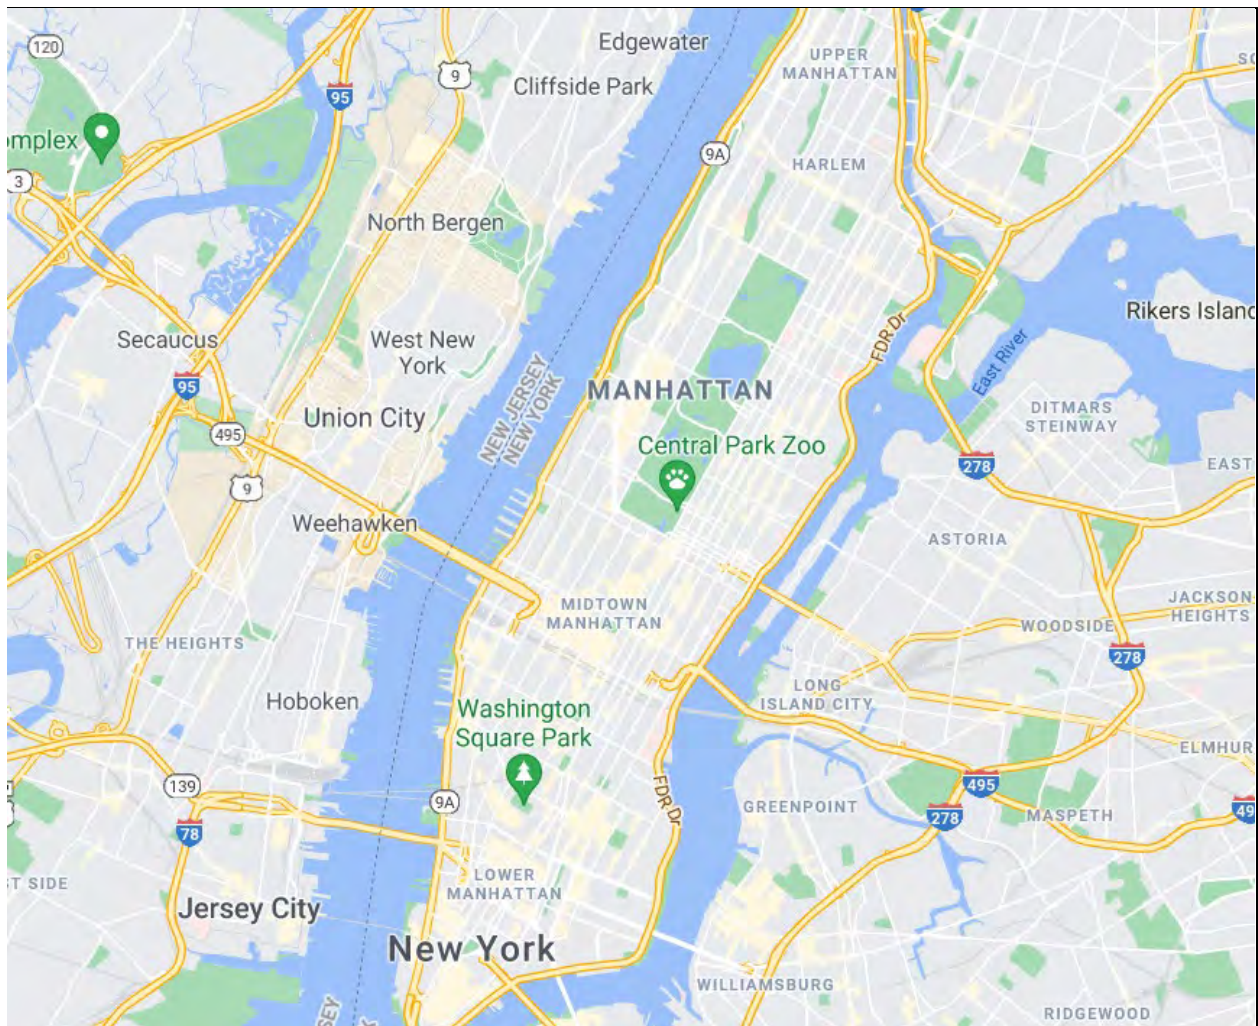 Edgewater
UPPER
MANHATTAN
120
9
Cliffside Park
95
omplex
9A
HARLEM
3
North Bergen
Rikers Island
Secaucus
West New
York
FDR Dr
East River
NEW JERSEY
NEW YORK
95
MANHATTAN
DITMARS
STEINWAY
Union City
495
Central Park Zoo
278
EAST
9
Weehawken
ASTORIA
MIDTOWN
MANHATTAN
JACKSON
HEIGHTS
WOODSIDE
THE HEIGHTS
278
Hoboken
LONG
ISLAND CITY
Washington
Square Park
ELMHUR
139
495
9A
FDR Dr
GREENPOINT
278
MASPETH
49
78
ST SIDE
LOWER
MANHATTAN
Jersey City
New York
WILLIAMSBURG
RIDGEWOOD